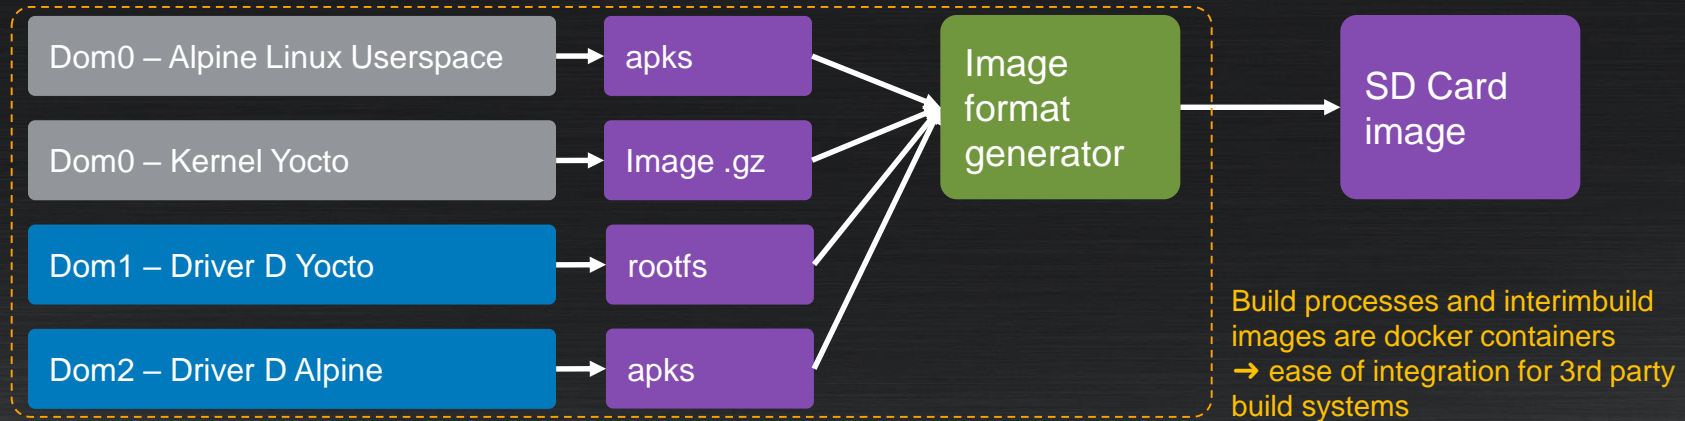 Dom0 – Alpine Linux Userspace
apks
Dom0 – Kernel Yocto
Image .gz
Dom1 – Driver D Yocto
rootfs
Dom2 – Driver D Alpine
apks
Image
format
generator
SD Card
image
Build processes and interimbuild
images are docker containers
➔ ease of integration for 3rd party
build systems